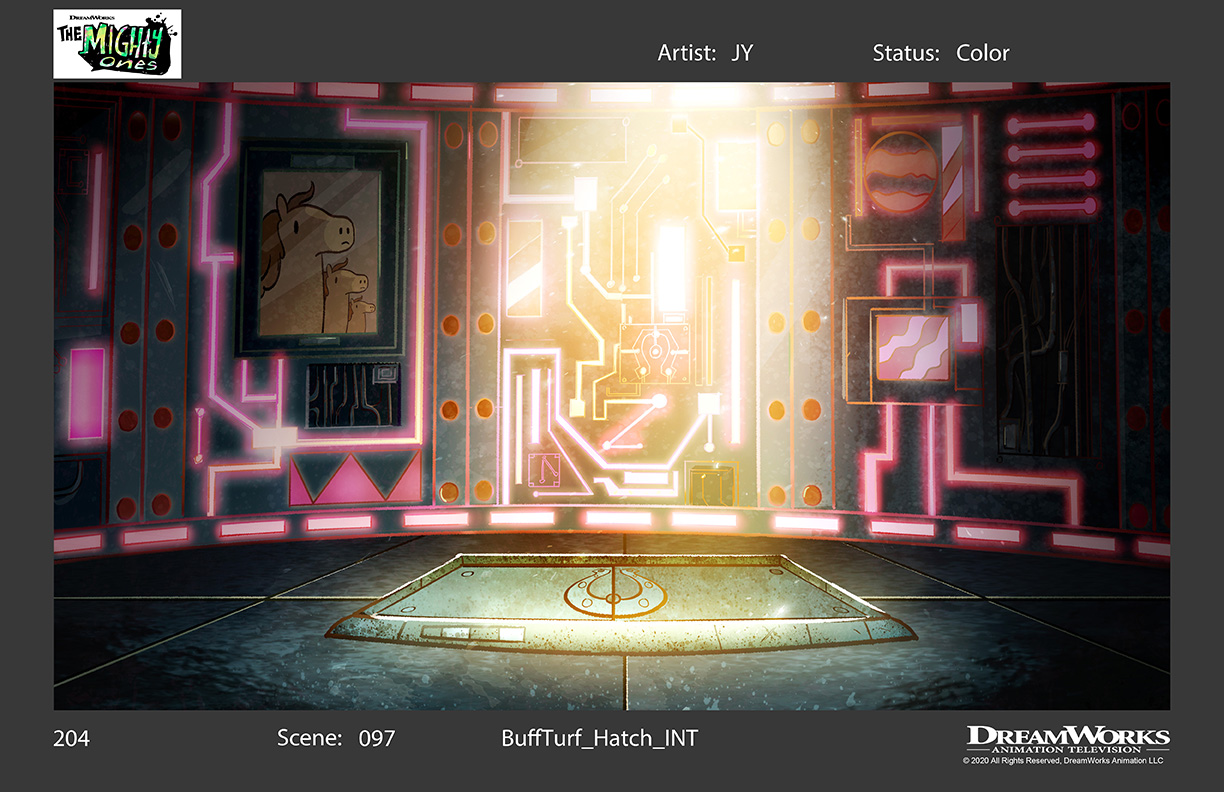 DREAMWORKS
THE MIGHTY ONES
Artist: JY
Status: Color
204
Scene: 097
BuffTurf_Hatch_INT
DREAMWORKS
ANIMATION TELEVISION
© 2020 All Rights Reserved, DreamWorks Animation LLC